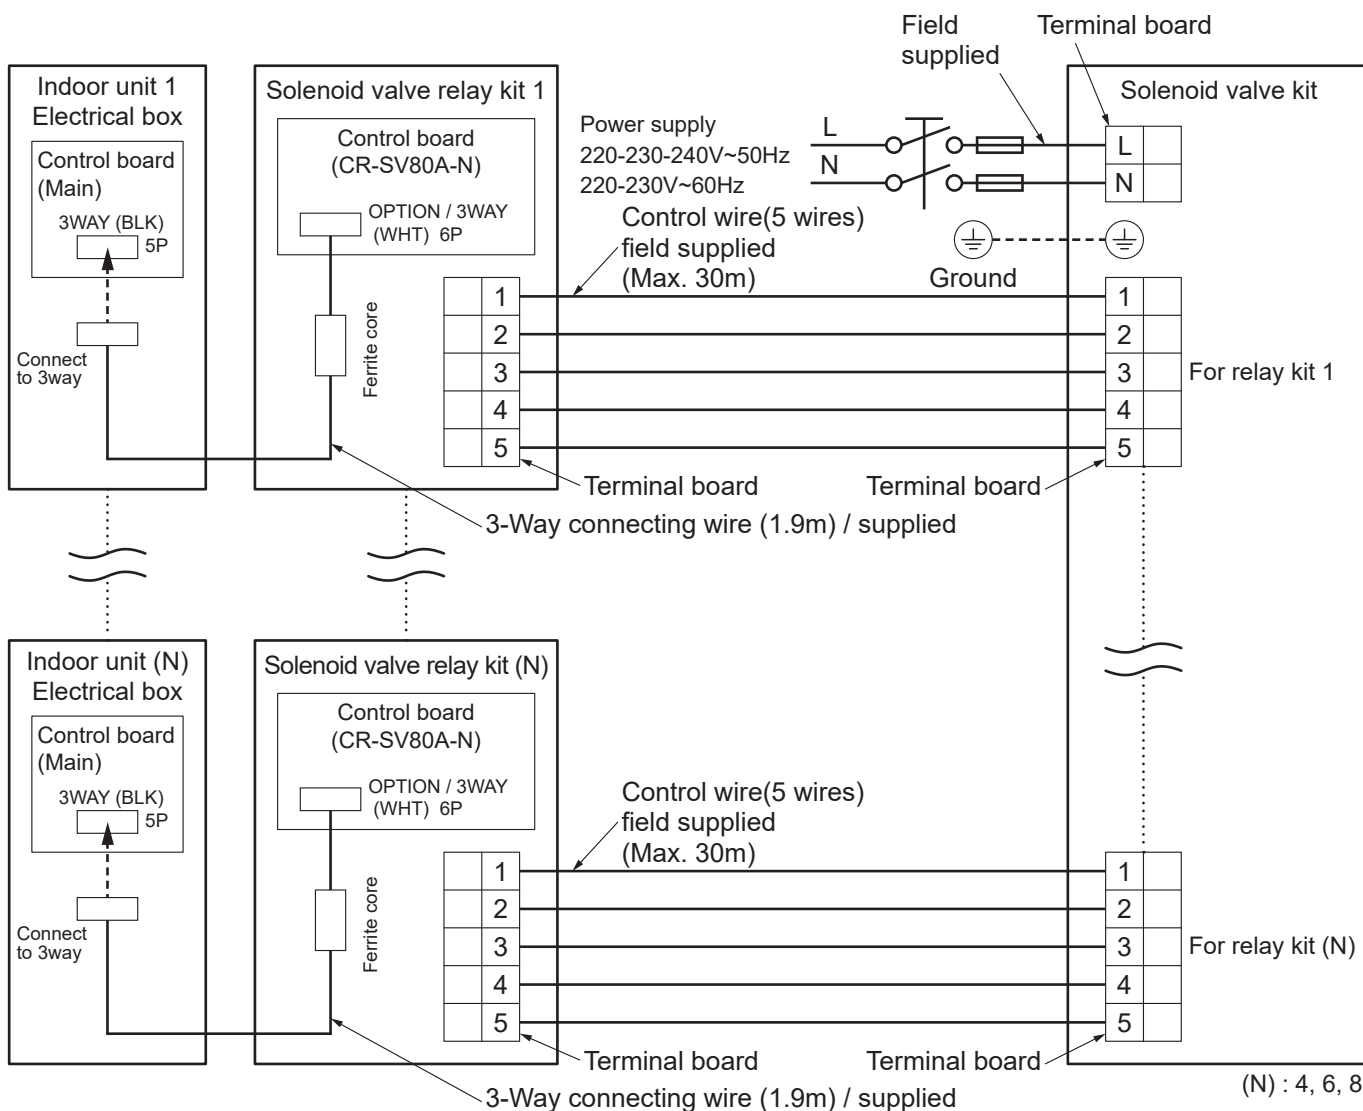 Field
supplied
Terminal board
Indoor unit 1
Electrical box
Control board
(Main)
3WAY (BLK)
5P
Connect
to 3way
Solenoid valve relay kit 1
Control board
(CR-SV80A-N)
OPTION / 3WAY
(WHT) 6P
Ferrite core
1
2
3
4
5
Power supply
220-230-240V~50Hz
220-230V~60Hz
L
N
Control wire(5 wires)
field supplied
(Max. 30m)
Ground
Solenoid valve kit
L
N
1
2
3
4
5
For relay kit 1
Terminal board
Terminal board
3-Way connecting wire (1.9m) / supplied
Indoor unit (N)
Electrical box
Control board
(Main)
3WAY (BLK)
5P
Connect
to 3way
Solenoid valve relay kit (N)
Control board
(CR-SV80A-N)
OPTION / 3WAY
(WHT) 6P
Ferrite core
1
2
3
4
5
Control wire(5 wires)
field supplied
(Max. 30m)
1
2
3
4
5
For relay kit (N)
Terminal board
Terminal board
3-Way connecting wire (1.9m) / supplied
(N) : 4, 6, 8